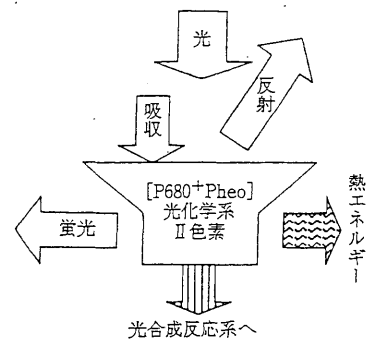 光
反射
吸収
[P680⁺Pheo]
光化学系
Ⅱ色素
蛍光
熱エネルギー
光合成反応系へ